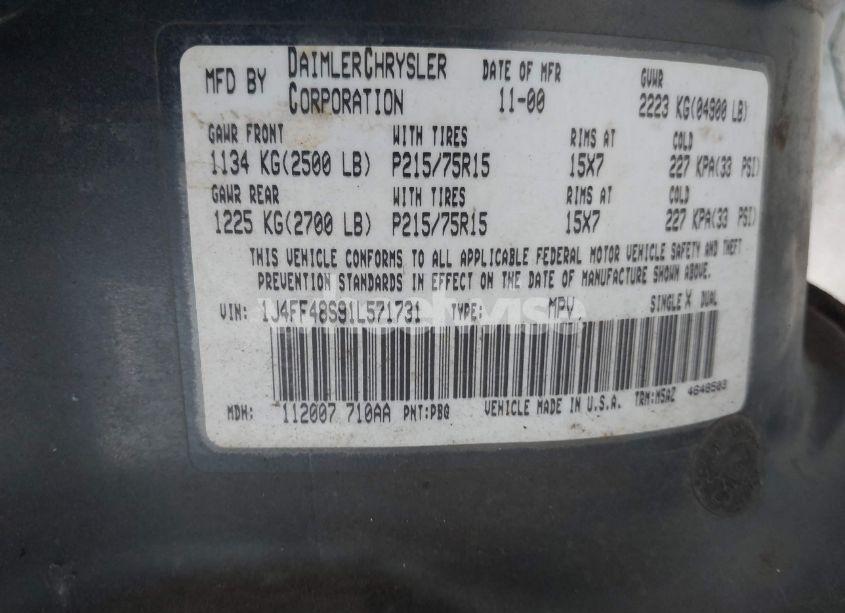 MFD BY DAIMLERCHRYSLER CORPORATION DATE OF MFR 11-00 GVWR 2223 KG(04900 LB)
GAWR FRONT WITH TIRES RIMS AT COLD
1134 KG(2500 LB) P215/75R15 15X7 227 KPA(33 PSI)
GAWR REAR WITH TIRES RIMS AT COLD
1225 KG(2700 LB) P215/75R15 15X7 227 KPA(33 PSI)
THIS VEHICLE CONFORMS TO ALL APPLICABLE FEDERAL MOTOR VEHICLE SAFETY AND THEFT
PREVENTION STANDARDS IN EFFECT ON THE DATE OF MANUFACTURE SHOWN ABOVE.
VIN: 1J4FF48S91L571731 TYPE: MPV SINGLE X DUAL
MDH: 112007 710AA PNT:PBQ VEHICLE MADE IN U.S.A. TRM:MSAZ 4648503